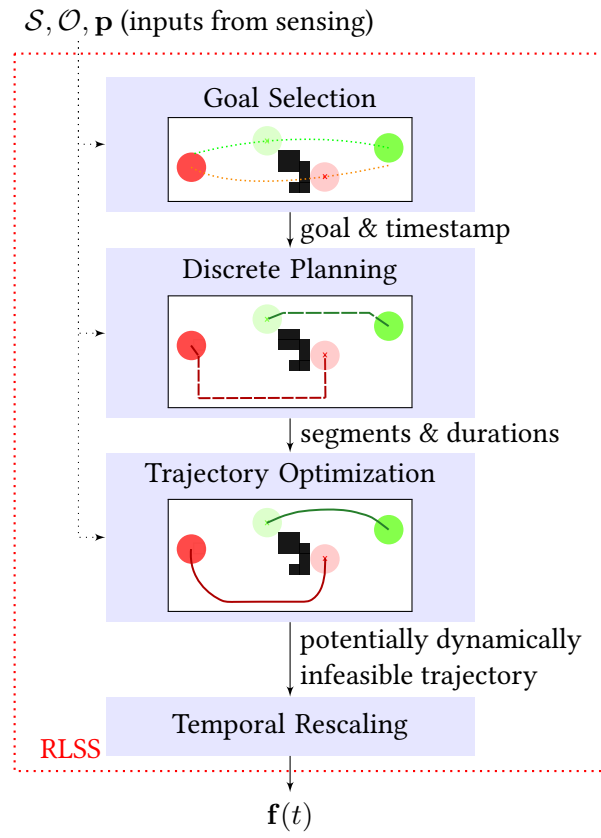 𝒮, 𝒪, 𝐩 (inputs from sensing)
Goal Selection
goal & timestamp
Discrete Planning
segments & durations
Trajectory Optimization
potentially dynamically
infeasible trajectory
Temporal Rescaling
RLSS
𝐟(t)